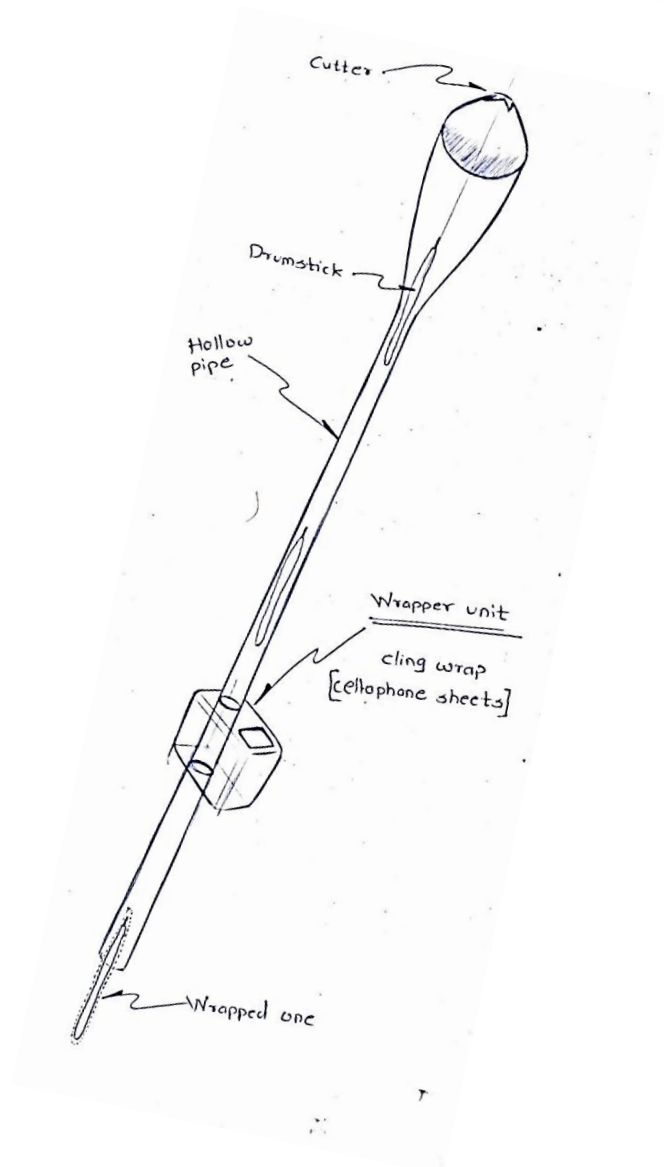 Cutter
Drumstick
Hollow
pipe
Wrapper unit
cling wrap
[cellophone sheets]
Wrapped one